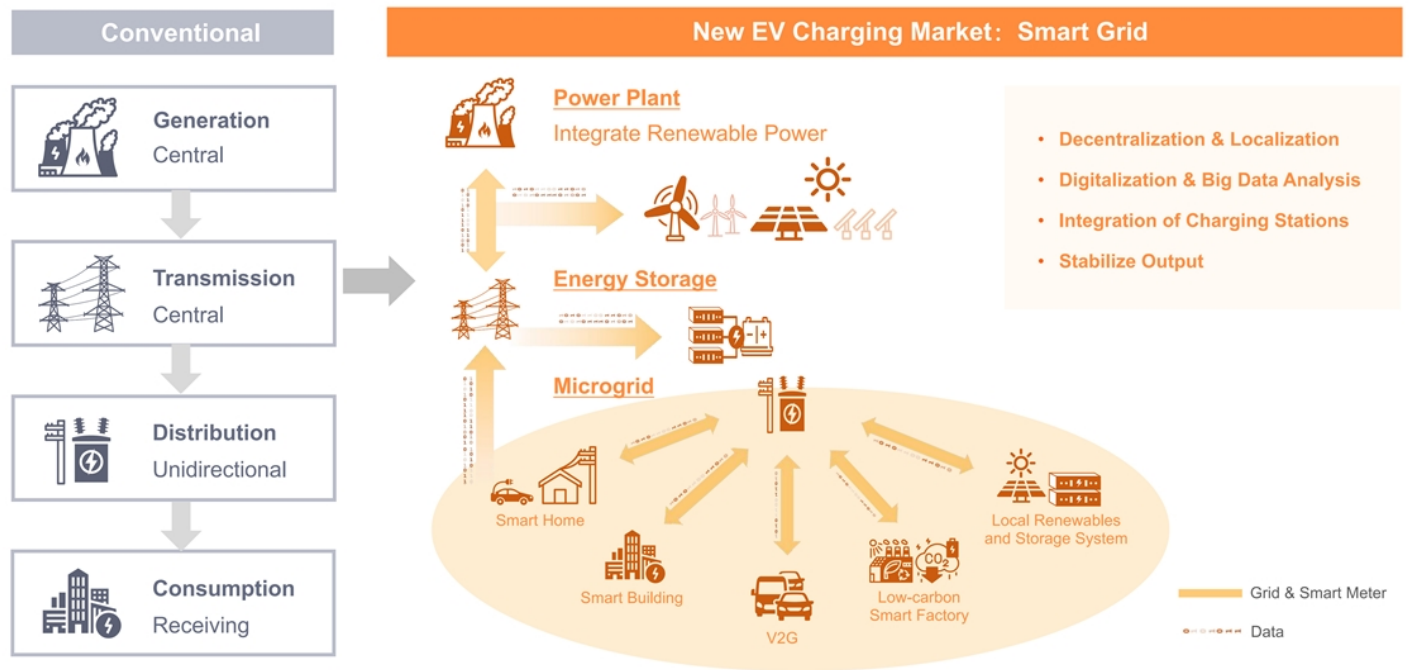 Conventional
Generation
Central
Transmission
Central
Distribution
Unidirectional
Consumption
Receiving
New EV Charging Market: Smart Grid
Power Plant
Integrate Renewable Power
Energy Storage
Microgrid
Smart Home
Smart Building
V2G
CO2
Low-carbon
Smart Factory
Local Renewables
and Storage System
• Decentralization & Localization
• Digitalization & Big Data Analysis
• Integration of Charging Stations
• Stabilize Output
Grid & Smart Meter
Data